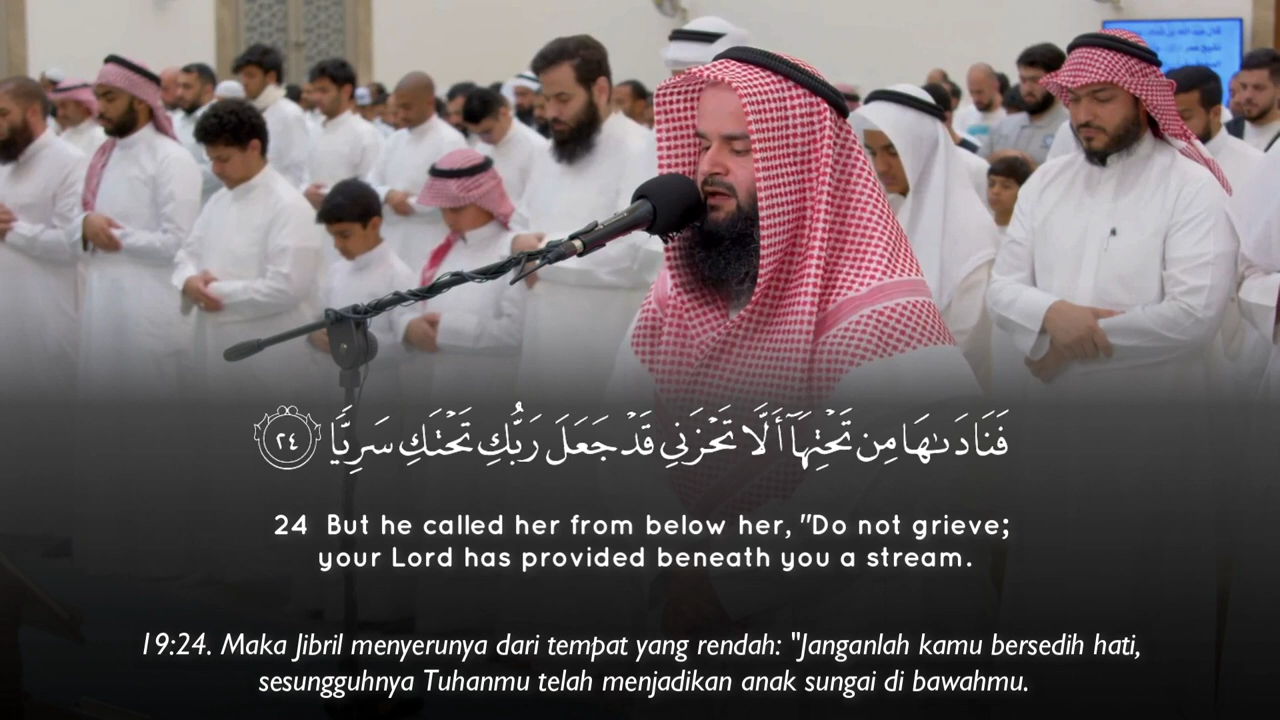 فَنَادَىٰهَا مِن تَحْتِهَآ أَلَّا تَحْزَنِي قَدْ جَعَلَ رَبُّكِ تَحْتَكِ سَرِيًّا ٢٤
24 But he called her from below her, "Do not grieve;
your Lord has provided beneath you a stream.
19:24. Maka Jibril menyerunya dari tempat yang rendah: "Janganlah kamu bersedih hati,
sesungguhnya Tuhanmu telah menjadikan anak sungai di bawahmu.